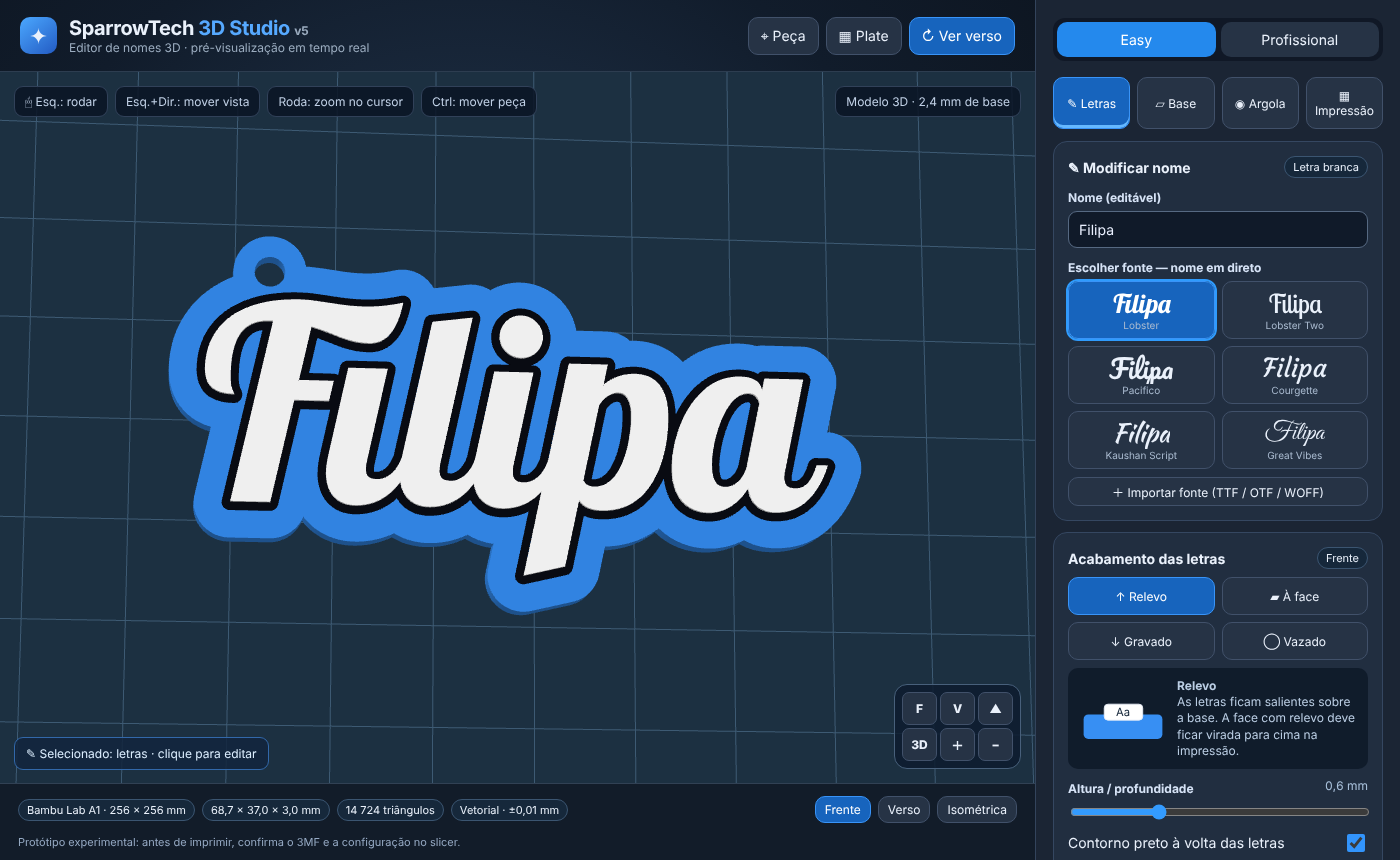 SparrowTech 3D Studio v5
Editor de nomes 3D · pré-visualização em tempo real
⌖ Peça
▦ Plate
↻ Ver verso
Esq.: rodar
Esq.+Dir.: mover vista
Roda: zoom no cursor
Ctrl: mover peça
Modelo 3D · 2,4 mm de base
Filipa
✎ Selecionado: letras · clique para editar
F
V
▲
3D
+
–
Bambu Lab A1 · 256 × 256 mm
68,7 × 37,0 × 3,0 mm
14 724 triângulos
Vetorial · ±0,01 mm
Frente
Verso
Isométrica
Protótipo experimental: antes de imprimir, confirma o 3MF e a configuração no slicer.
Easy
Profissional
✎ Letras
▱ Base
◉ Argola
▦
Impressão
✎ Modificar nome
Letra branca
Nome (editável)
Filipa
Escolher fonte — nome em direto
Filipa
Lobster
Filipa
Lobster Two
Filipa
Pacifico
Filipa
Courgette
Filipa
Kaushan Script
Filipa
Great Vibes
＋ Importar fonte (TTF / OTF / WOFF)
Acabamento das letras
Frente
↑ Relevo
▰ À face
↓ Gravado
◯ Vazado
Aa
Relevo
As letras ficam salientes sobre
a base. A face com relevo deve
ficar virada para cima na
impressão.
Altura / profundidade
0,6 mm
Contorno preto à volta das letras